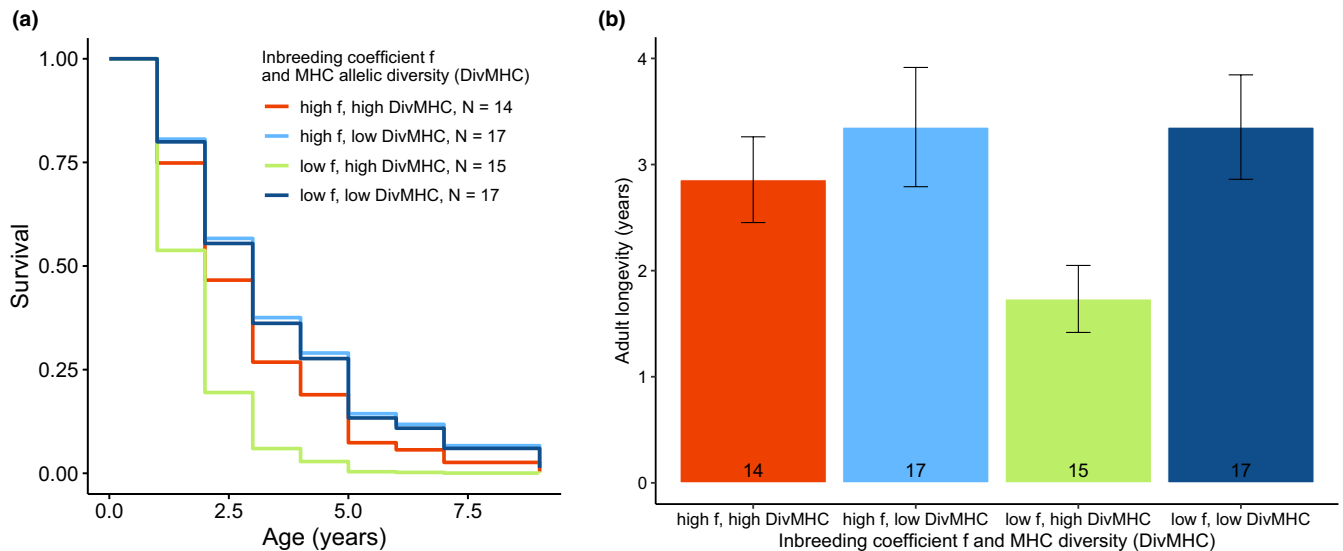 (a)
Survival
1.00
0.75
0.50
0.25
0.00
Inbreeding coefficient f
and MHC allelic diversity (DivMHC)
high f, high DivMHC, N = 14
high f, low DivMHC, N = 17
low f, high DivMHC, N = 15
low f, low DivMHC, N = 17
0.0 2.5 5.0 7.5
Age (years)
(b)
Adult longevity (years)
4
3
2
1
0
14 17 15 17
high f, high DivMHC high f, low DivMHC low f, high DivMHC low f, low DivMHC
Inbreeding coefficient f and MHC diversity (DivMHC)